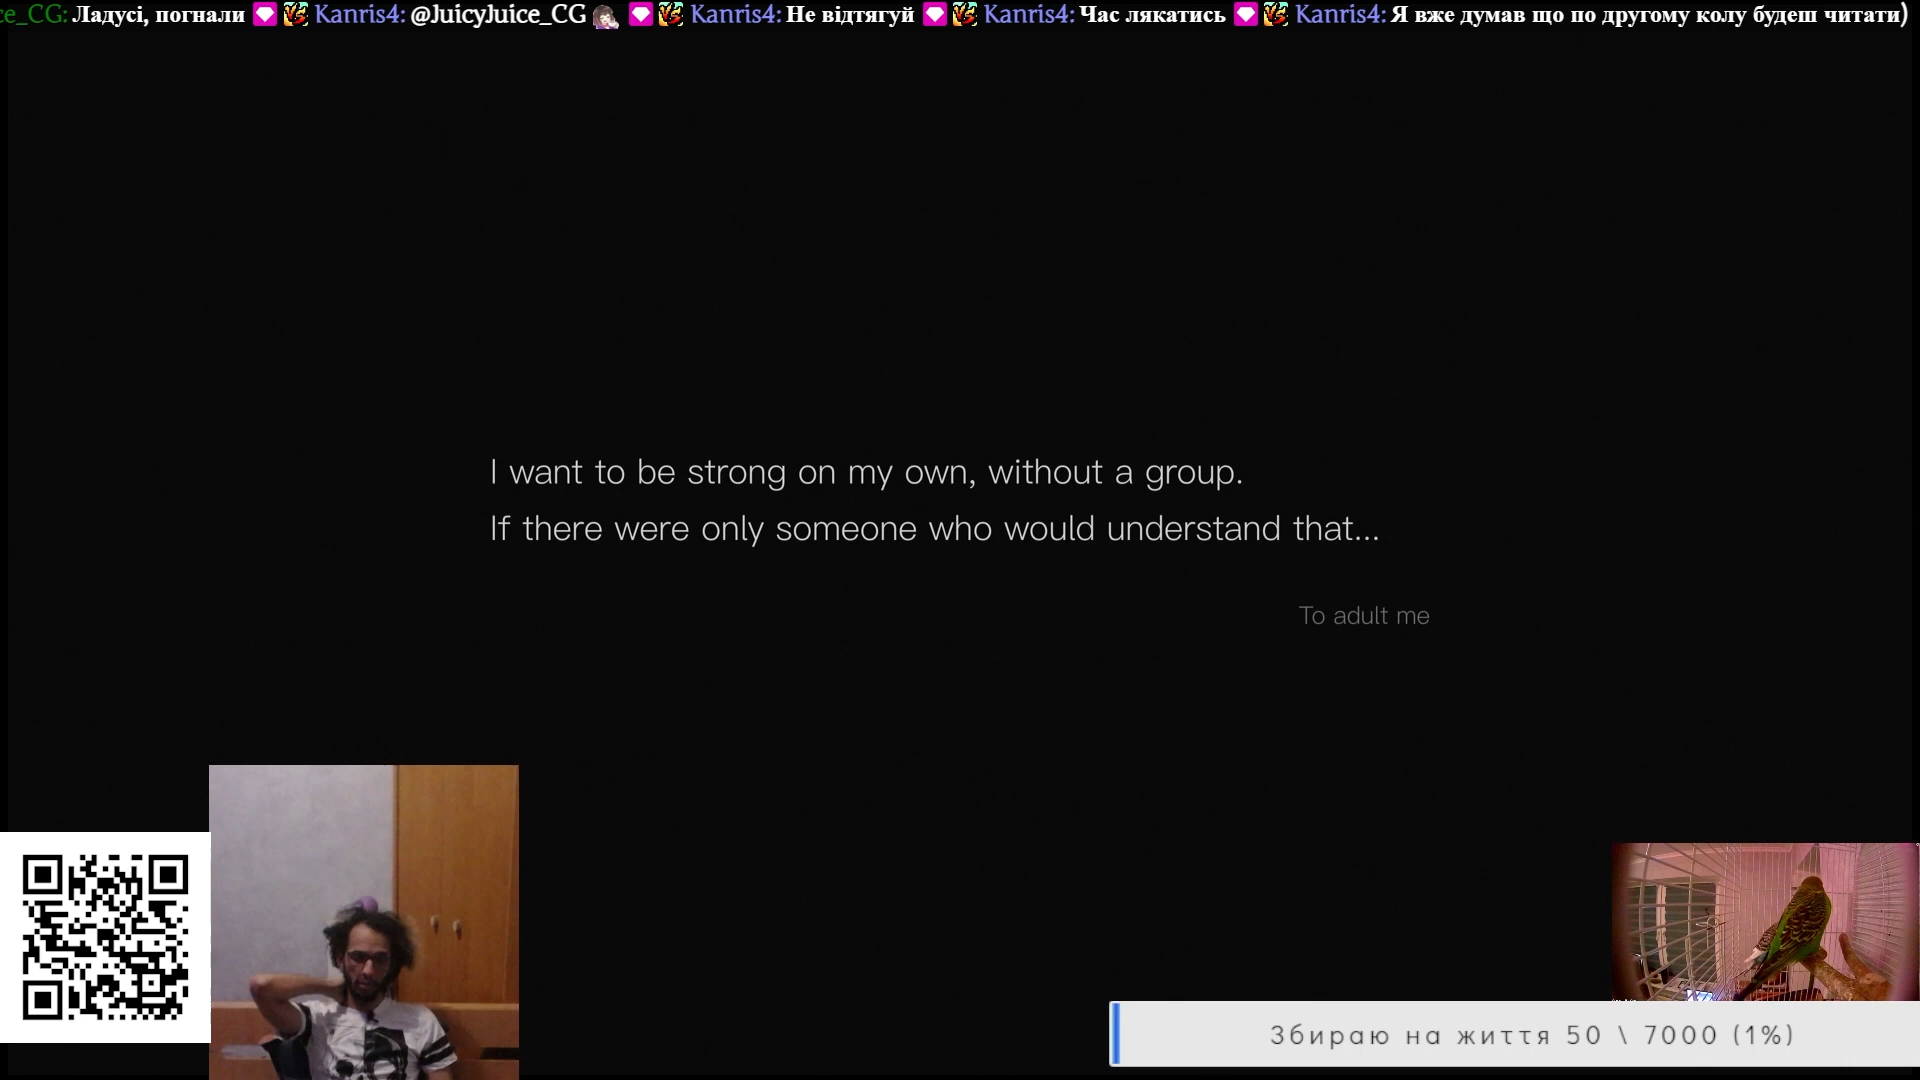 e_CG: Ладусі, погнали Kanris4: @JuicyJuice_CG Kanris4: Не відтягуй Kanris4: Час лякатись Kanris4: Я вже думав що по другому колу будеш читати)
I want to be strong on my own, without a group.
If there were only someone who would understand that...
To adult me
Збираю на життя 50 \ 7000 (1%)